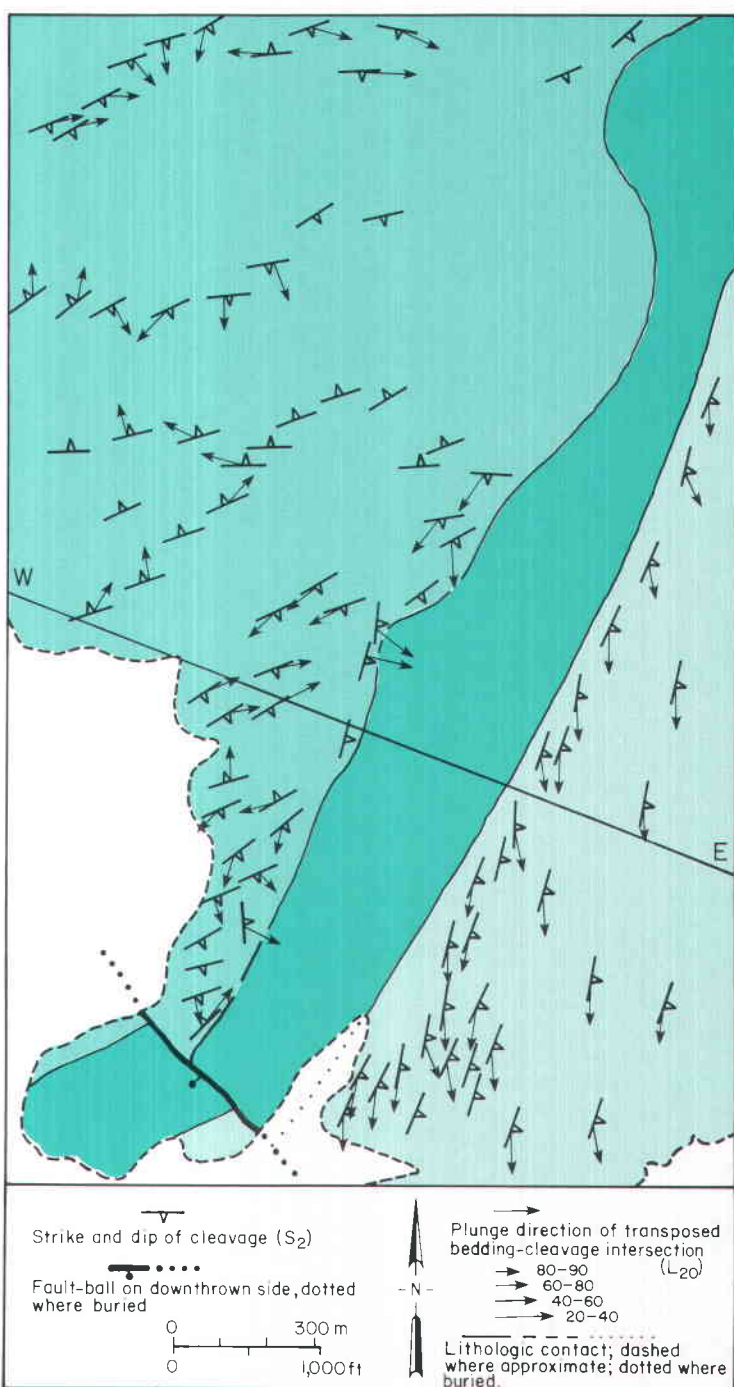 W
E
Strike and dip of cleavage (S2)
Fault-ball on downthrown side, dotted
where buried
0 300 m
0 1,000 ft
-N-
Plunge direction of transposed
bedding-cleavage intersection
(L20)
80-90
60-80
40-60
20-40
Lithologic contact; dashed
where approximate; dotted where
buried.